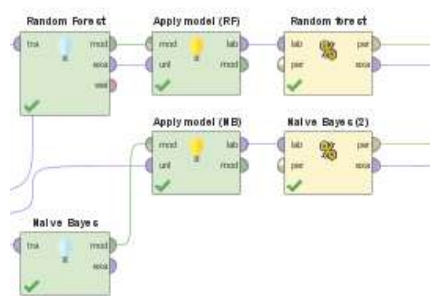 Random Forest
Apply model (RF)
Random forest
tra
mod
exa
wei
mod
unl
lab
mod
lab
per
per
exa
Apply model (NB)
Naive Bayes (2)
mod
unl
lab
mod
lab
per
per
exa
Naive Bayes
tra
mod
exa